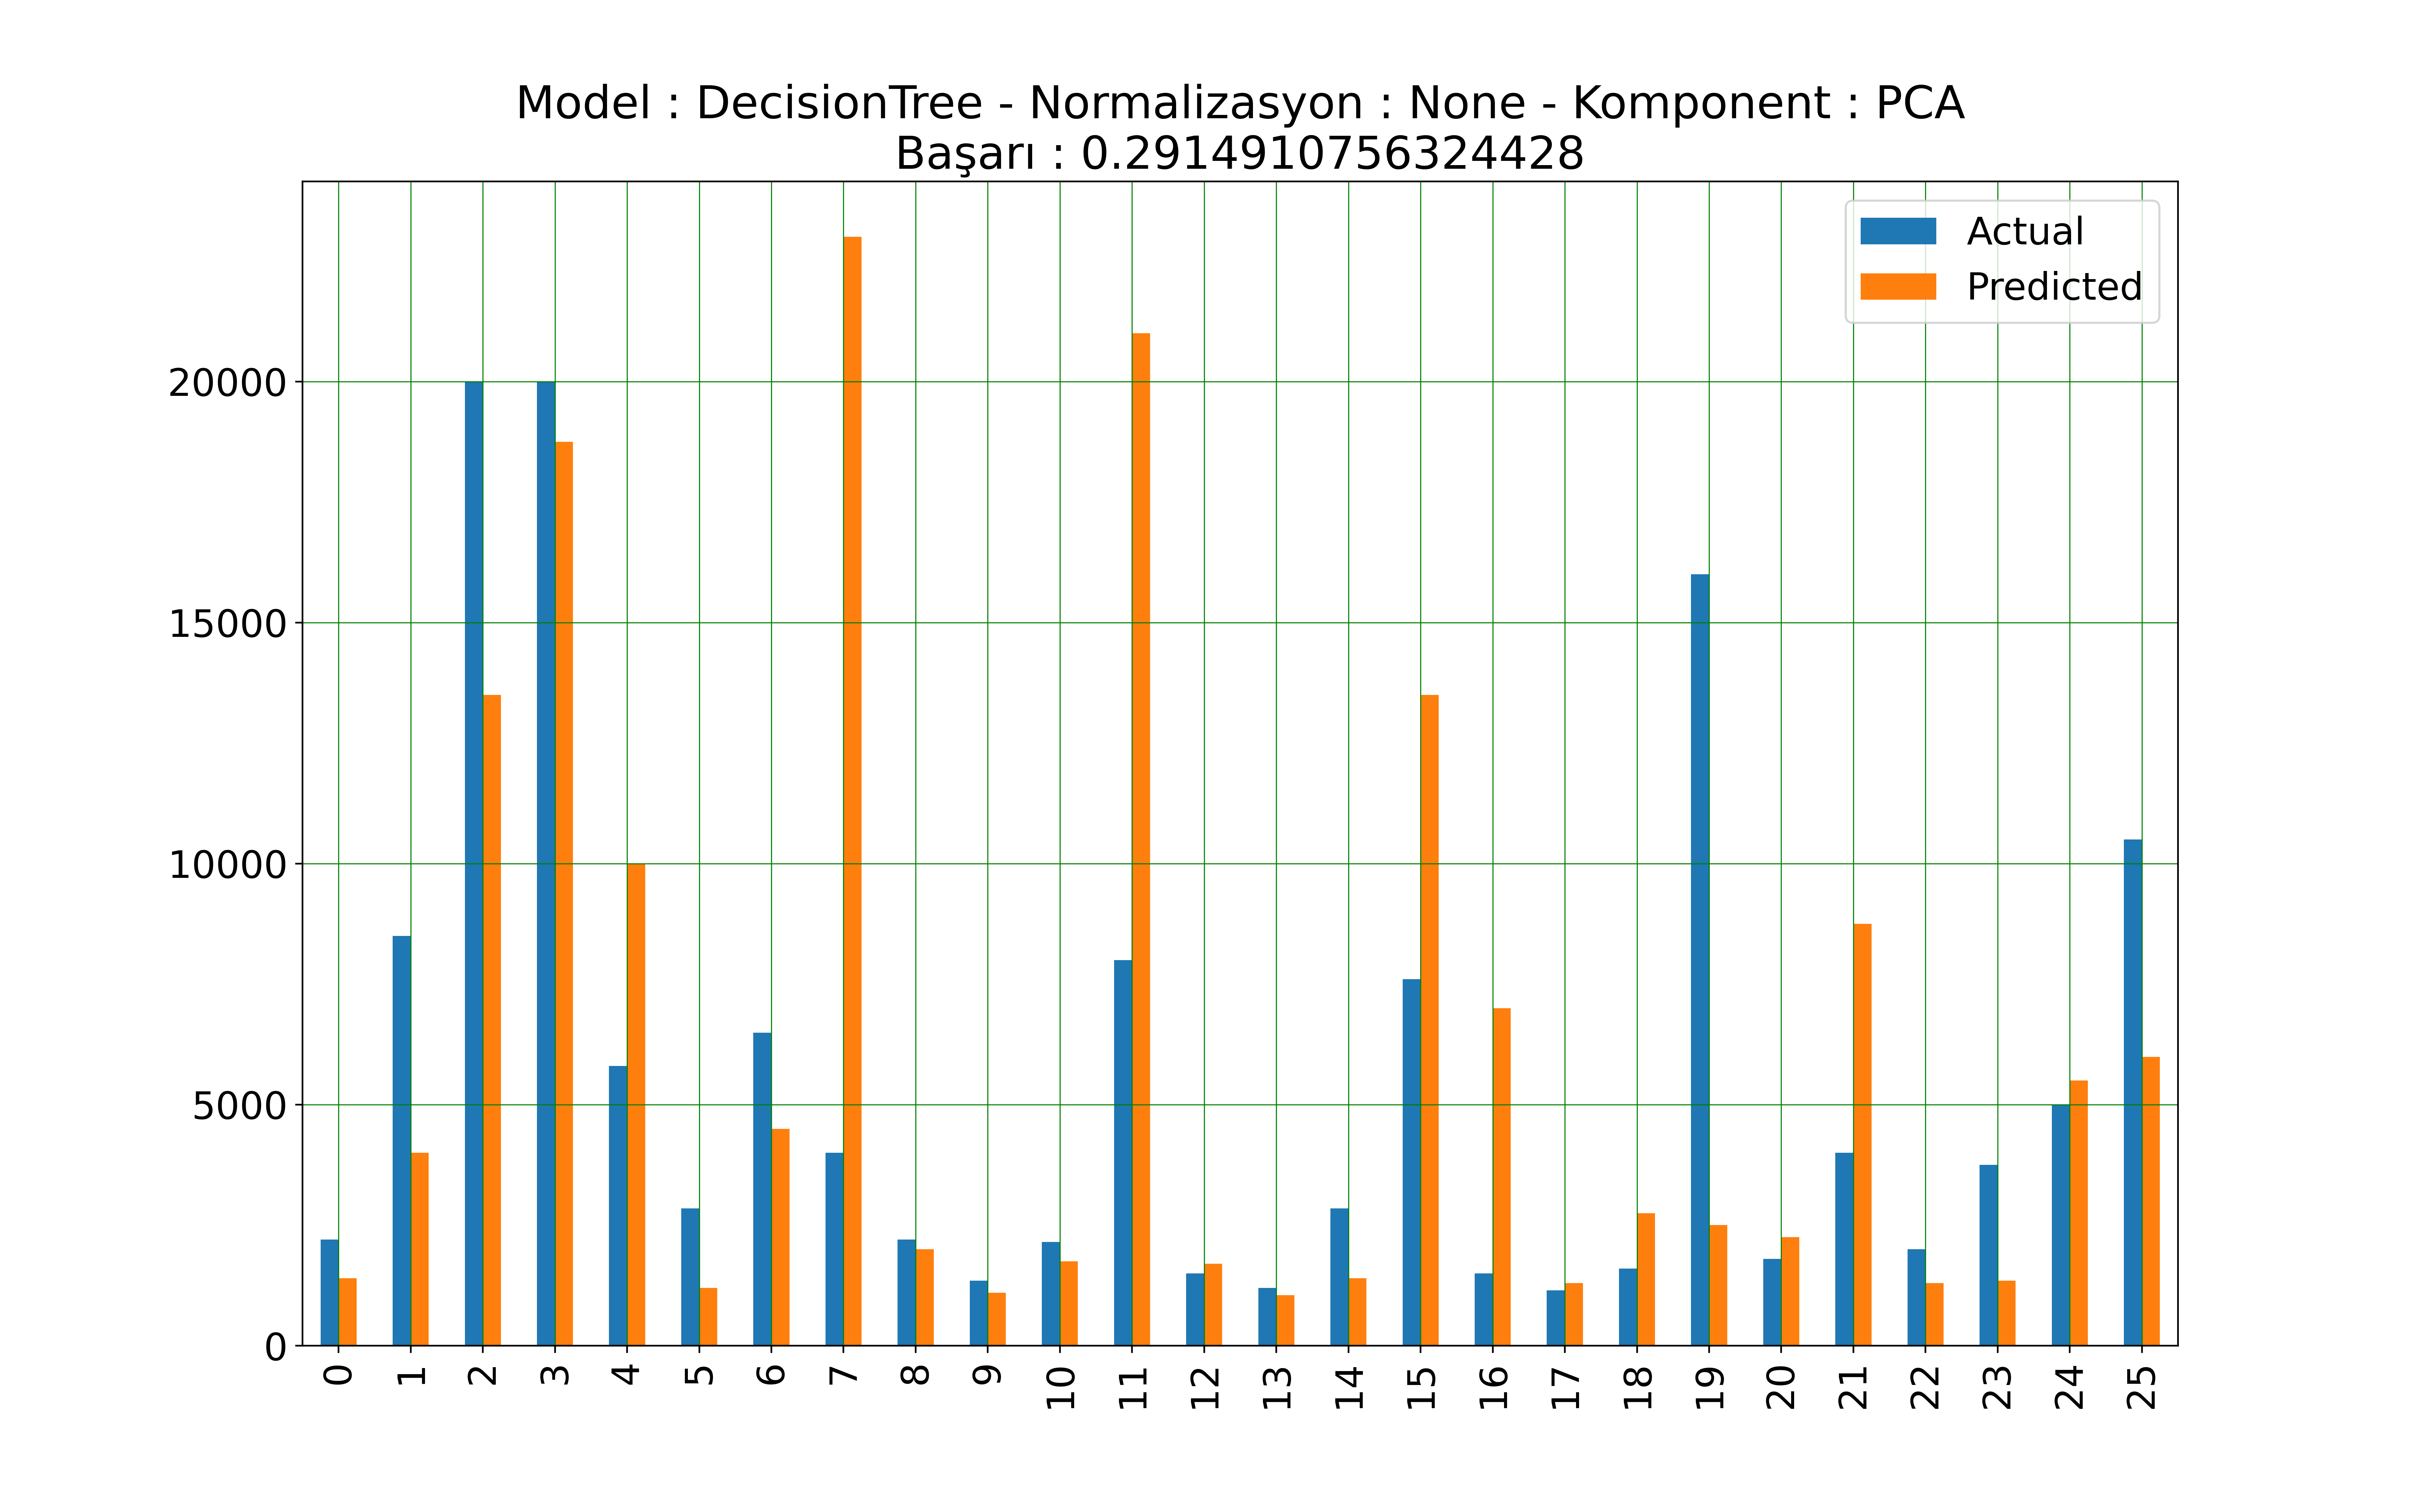 Model : DecisionTree - Normalizasyon : None - Komponent : PCA
Başarı : 0.2914910756324428
Actual
Predicted
20000
15000
10000
5000
0
0 1 2 3 4 5 6 7 8 9 10 11 12 13 14 15 16 17 18 19 20 21 22 23 24 25